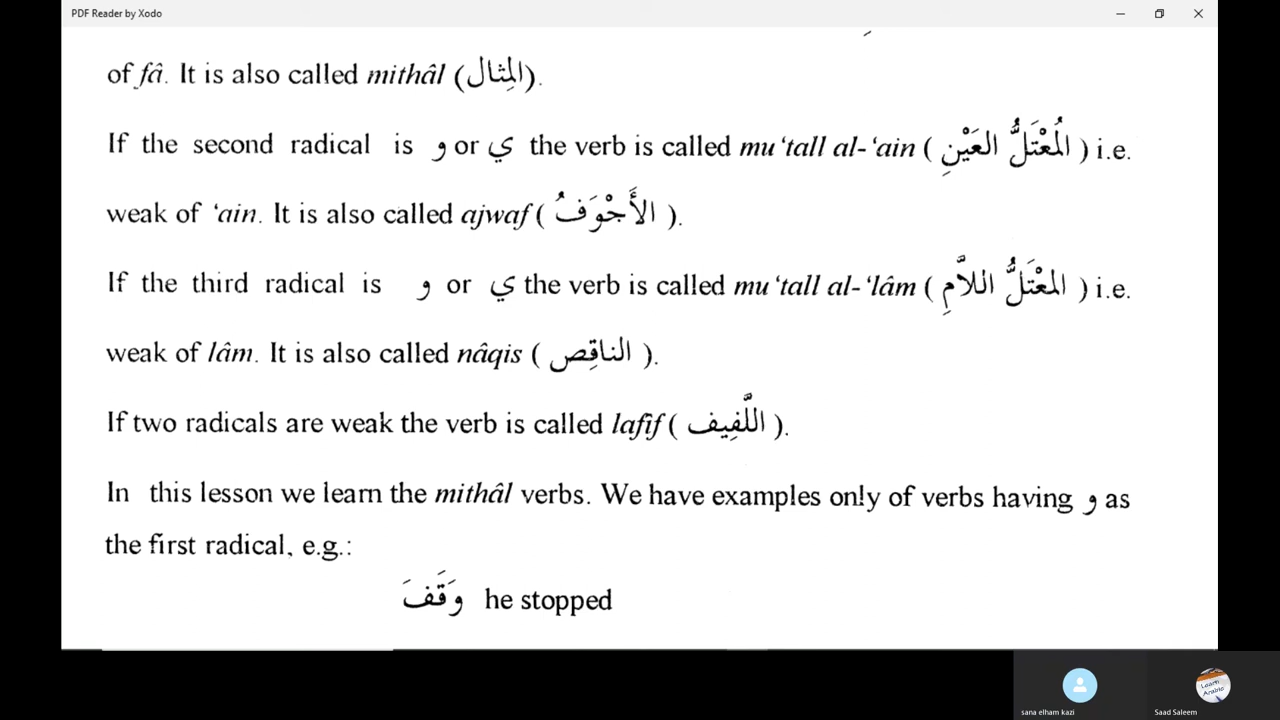 PDF Reader by Xodo
of fâ. It is also called mithâl (المِثال).
If the second radical is و or ي the verb is called mu‘tall al-‘ain ( المُعْتَلُّ العَيْنِ ) i.e.
weak of ‘ain. It is also called ajwaf ( الأَجْوَفُ ).
If the third radical is و or ي the verb is called mu‘tall al-‘lâm ( المعْتَلُّ اللاَّمِ ) i.e.
weak of lâm. It is also called nâqis ( الناقِص ).
If two radicals are weak the verb is called lafîf ( اللَّفِيف ).
In this lesson we learn the mithâl verbs. We have examples only of verbs having و as
the first radical, e.g.:
وَقَفَ he stopped
sana elham kazi
Learn Arabic
Saad Saleem